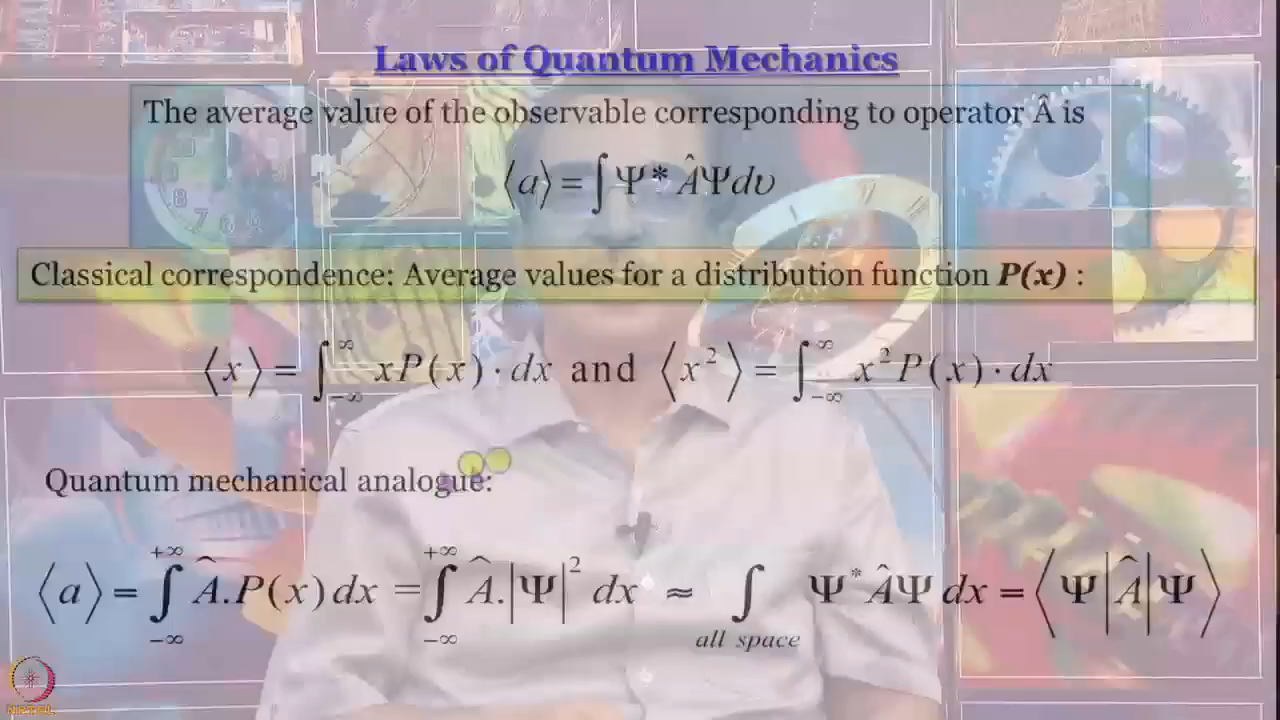 Laws of Quantum Mechanics
The average value of the observable corresponding to operator Â is
⟨a⟩ = ∫ Ψ* ÂΨdυ
Classical correspondence: Average values for a distribution function P(x) :
⟨x⟩ = ∫_{-∞}^{∞} xP(x)·dx and ⟨x²⟩ = ∫_{-∞}^{∞} x²P(x)·dx
Quantum mechanical analogue:
⟨a⟩ = ∫_{-∞}^{+∞} Â.P(x)dx = ∫_{-∞}^{+∞} Â.|Ψ|² dx ≈ ∫_{all space} Ψ* ÂΨ dx = ⟨Ψ|Â|Ψ⟩
NPTEL